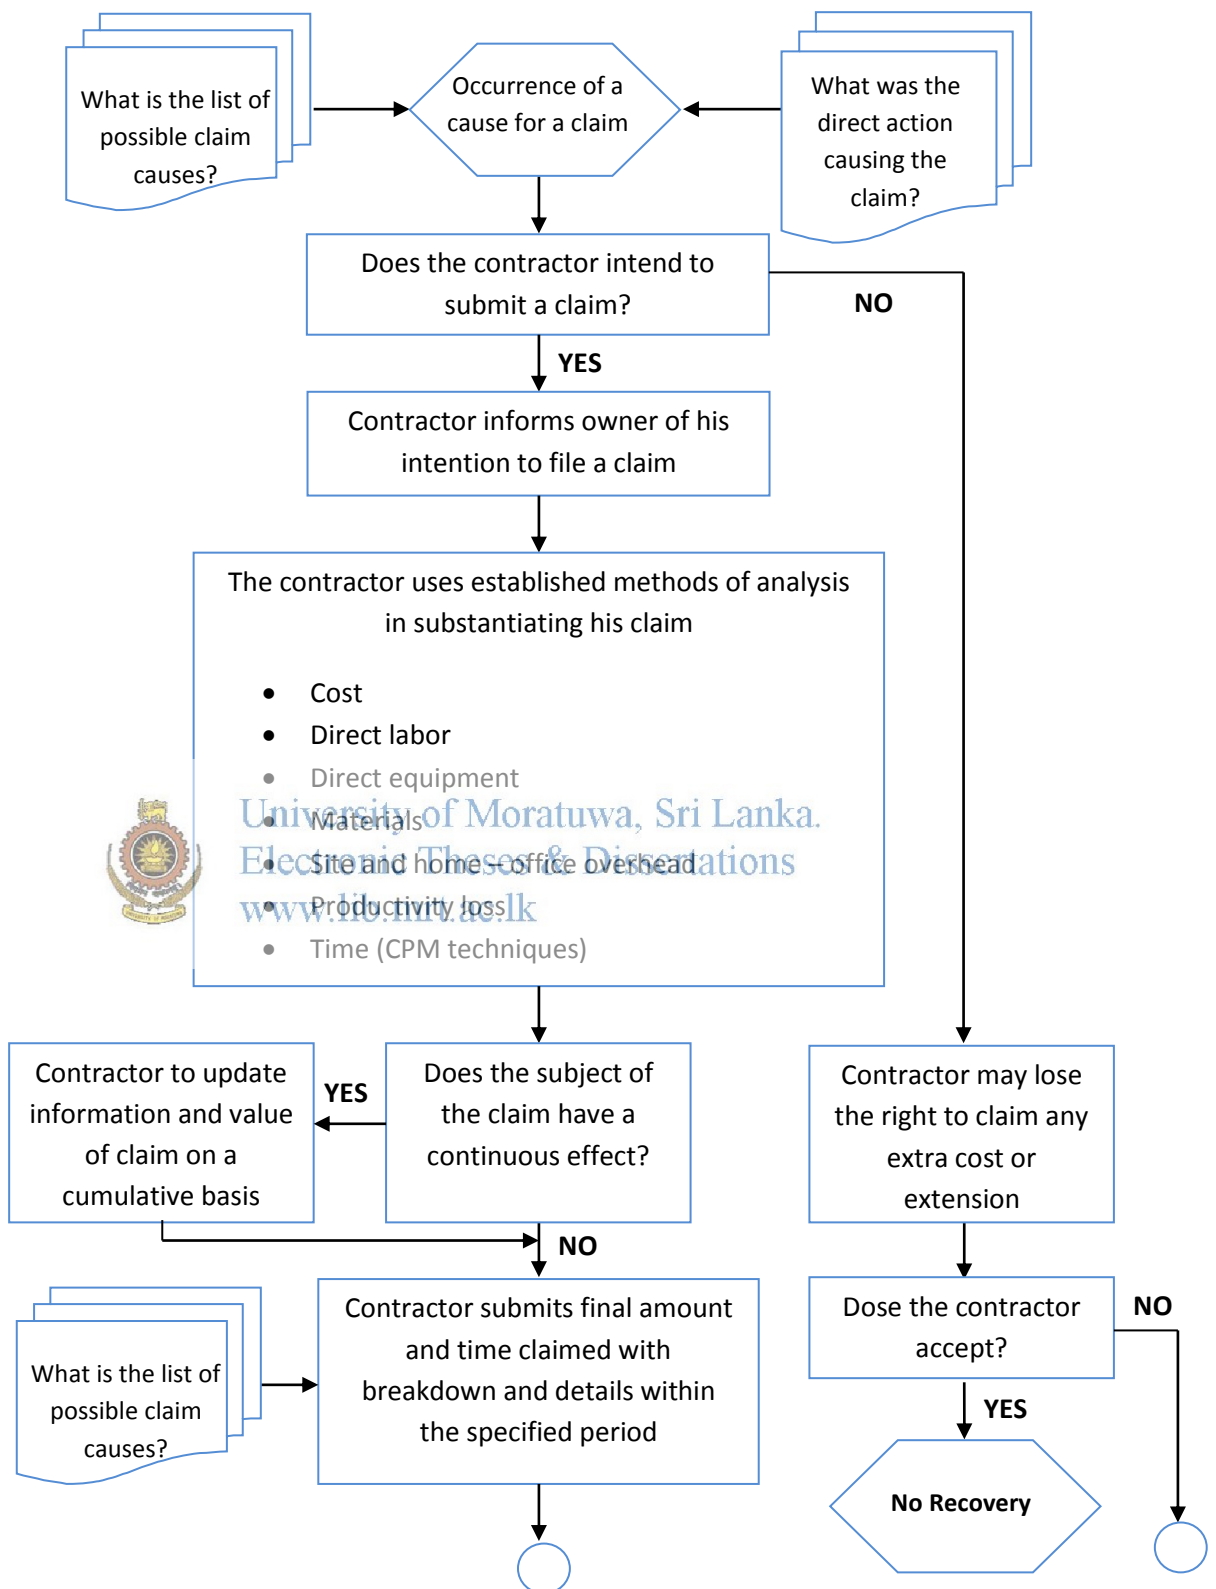 What is the list of
possible claim
causes?
Occurrence of a
cause for a claim
What was the
direct action
causing the
claim?
Does the contractor intend to
submit a claim?
NO
YES
Contractor informs owner of his
intention to file a claim
The contractor uses established methods of analysis
in substantiating his claim
• Cost
• Direct labor
• Direct equipment
• Materials
• Site and home – office overhead
• Productivity loss
• Time (CPM techniques)
University of Moratuwa, Sri Lanka.
Electronic Theses & Dissertations
www.lib.mrt.ac.lk
Contractor to update
information and value
of claim on a
cumulative basis
YES
Does the subject of
the claim have a
continuous effect?
Contractor may lose
the right to claim any
extra cost or
extension
NO
What is the list of
possible claim
causes?
Contractor submits final amount
and time claimed with
breakdown and details within
the specified period
Dose the contractor
accept?
NO
YES
No Recovery